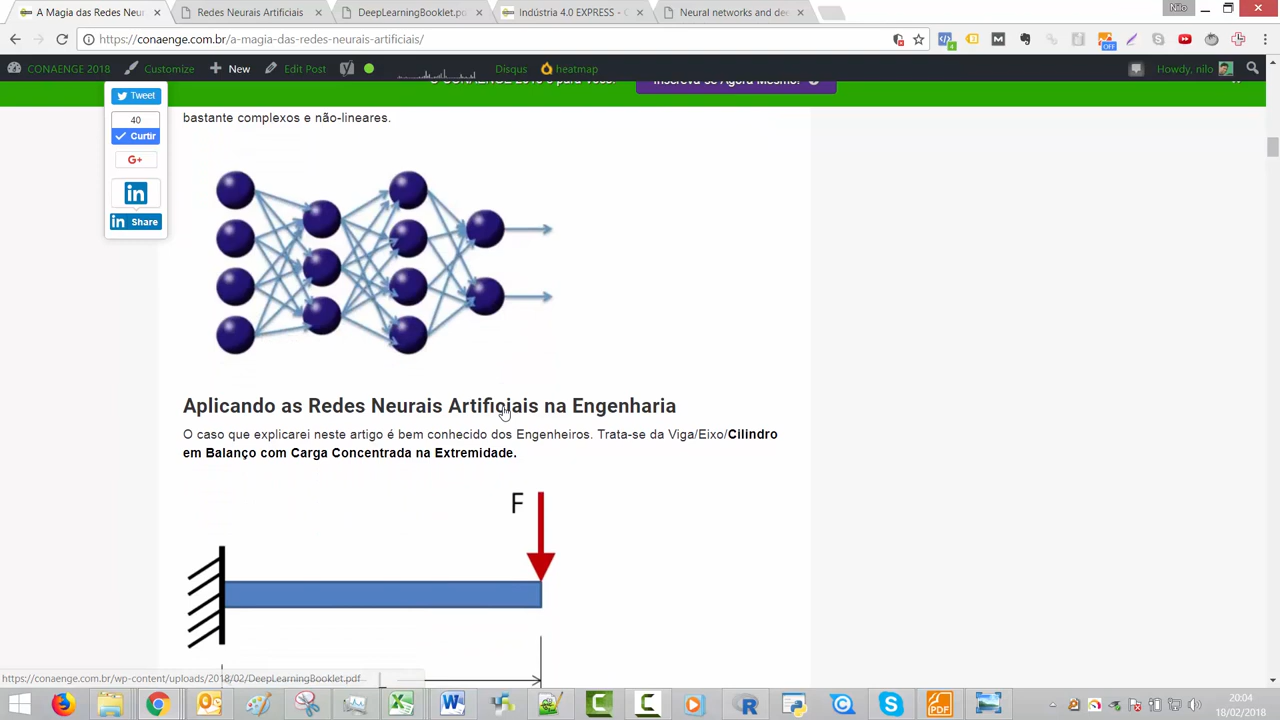 A Magia das Redes Neur
Redes Neurais Artificiais
DeepLearningBooklet.pd
Indústria 4.0 EXPRESS -
Neural networks and dee
Nilo
https://conaenge.com.br/a-magia-das-redes-neurais-artificiais/
CONAENGE 2018
Customize
New
Edit Post
Disqus
heatmap
Howdy, nilo
Tweet
40
Curtir
G+
in
in Share
bastante complexos e não-lineares.
Aplicando as Redes Neurais Artificiais na Engenharia
O caso que explicarei neste artigo é bem conhecido dos Engenheiros. Trata-se da Viga/Eixo/Cilindro
em Balanço com Carga Concentrada na Extremidade.
F
https://conaenge.com.br/wp-content/uploads/2018/02/DeepLearningBooklet.pdf
20:04
18/02/2018